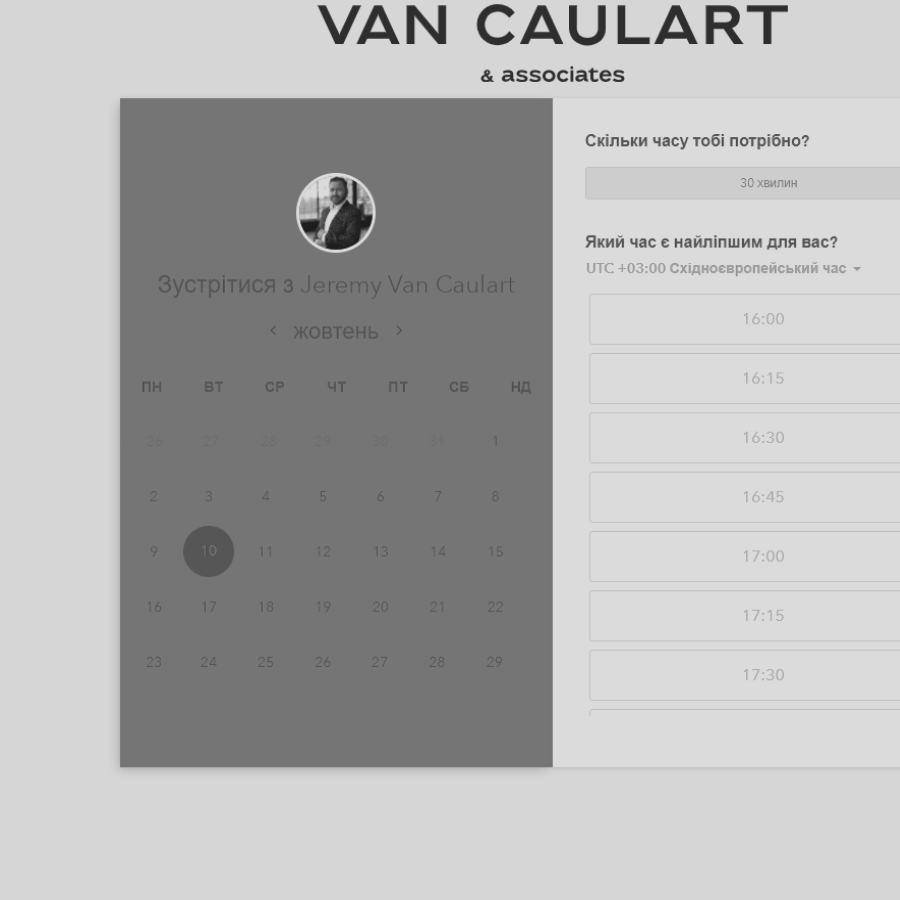 VAN CAULART
& associates
Зустрітися з Jeremy Van Caulart
жовтень
ПН ВТ СР ЧТ ПТ СБ НД
26 27 28 29 30 31 1
2 3 4 5 6 7 8
9 10 11 12 13 14 15
16 17 18 19 20 21 22
23 24 25 26 27 28 29
Скільки часу тобі потрібно?
30 хвилин
Який час є найліпшим для вас?
UTC +03:00 Східноєвропейський час
16:00
16:15
16:30
16:45
17:00
17:15
17:30